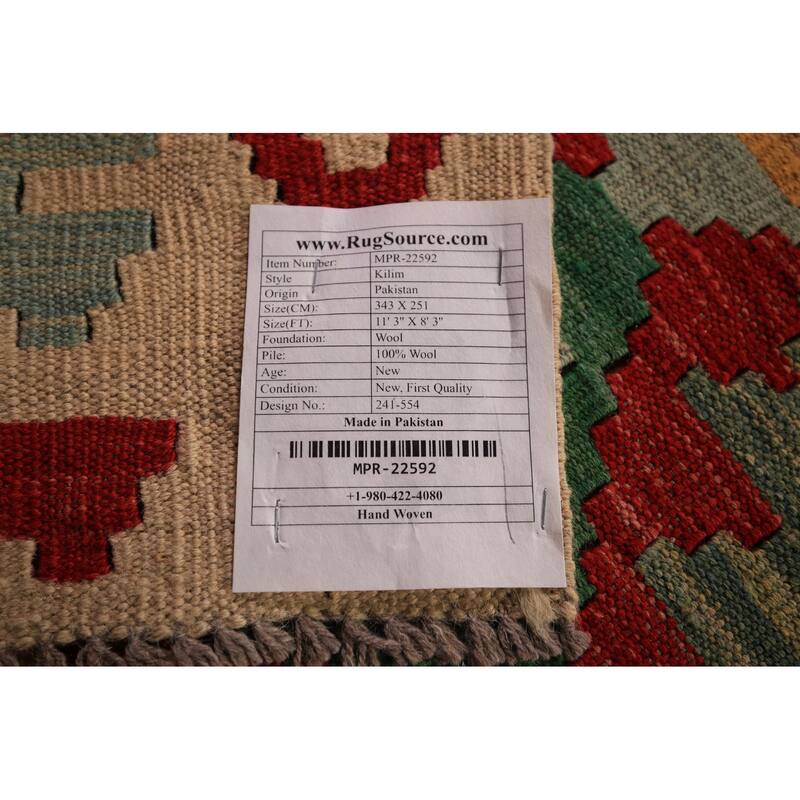 www.RugSource.com
Item Number: MPR-22592
Style Kilim
Origin Pakistan
Size(CM): 343 X 251
Size(FT): 11' 3" X 8' 3"
Foundation: Wool
Pile: 100% Wool
Age: New
Condition: New, First Quality
Design No.: 241-554
Made in Pakistan
MPR-22592
+1-980-422-4080
Hand Woven